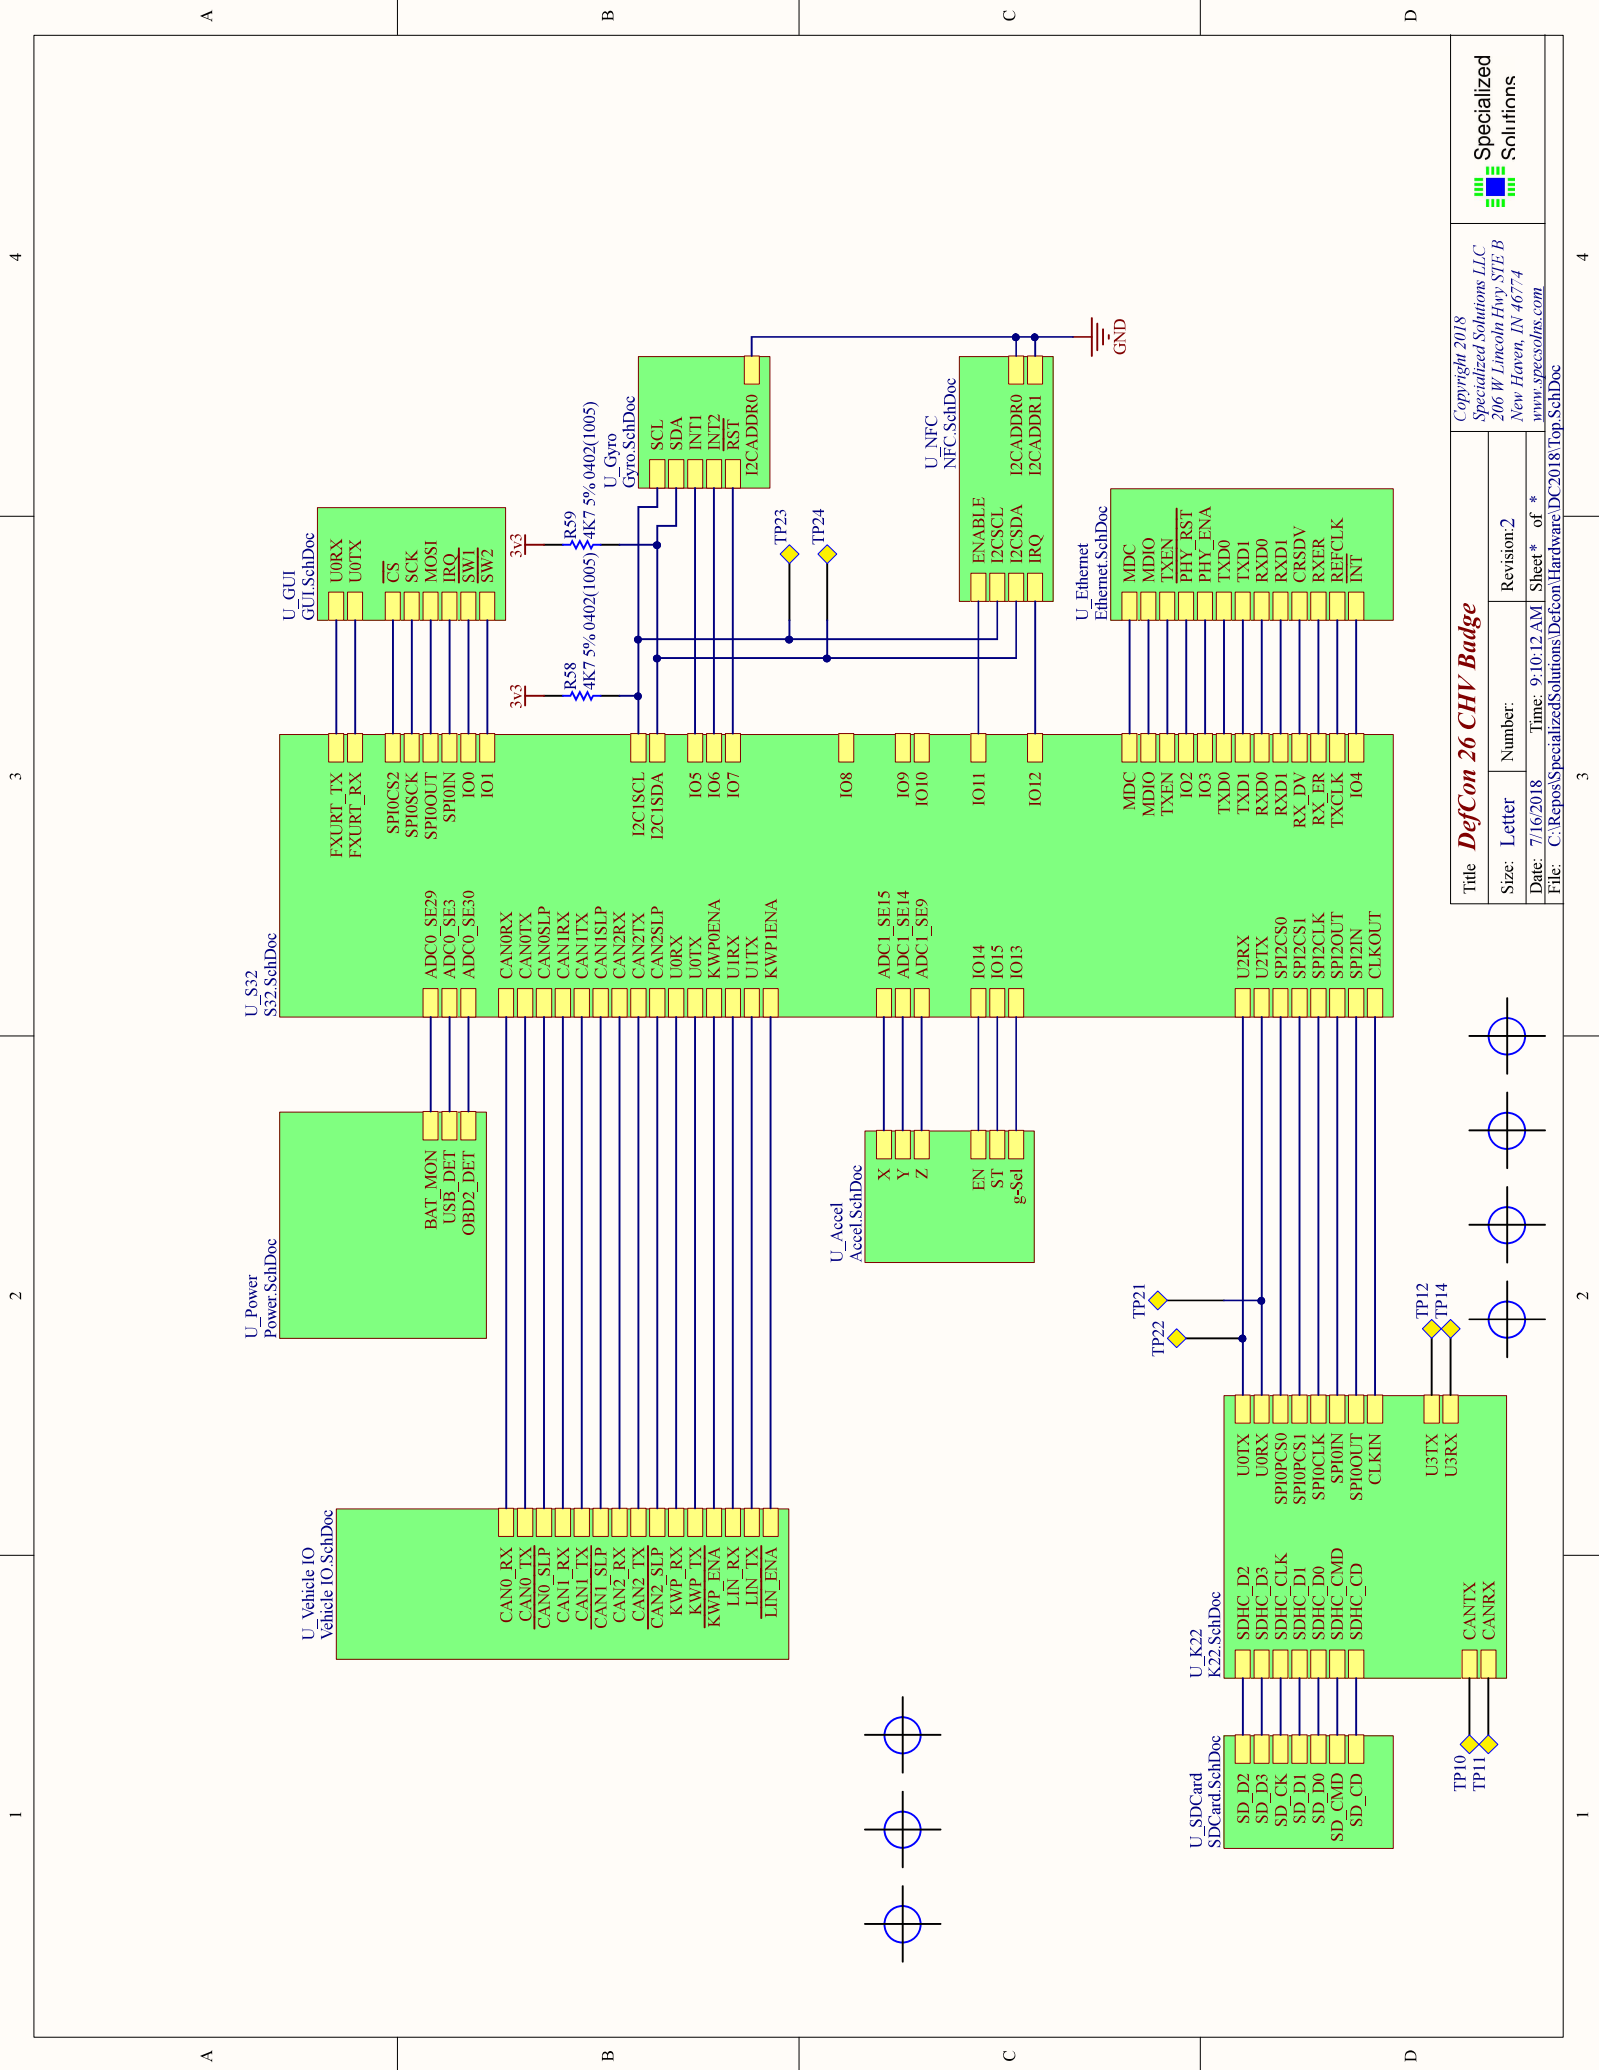 1
2
3
4
A
B
C
D
U_Power
Power.SchDoc
BAT_MON
USB_DET
OBD2_DET
U_Vehicle IO
Vehicle IO.SchDoc
CAN0_RX
CAN0_TX
CAN0_SLP
CAN1_RX
CAN1_TX
CAN1_SLP
CAN2_RX
CAN2_TX
CAN2_SLP
KWP_RX
KWP_TX
KWP_ENA
LIN_RX
LIN_TX
LIN_ENA
U_S32
S32.SchDoc
ADC0_SE29
ADC0_SE3
ADC0_SE30
CAN0RX
CAN0TX
CAN0SLP
CAN1RX
CAN1TX
CAN1SLP
CAN2RX
CAN2TX
CAN2SLP
U0RX
U0TX
KWP0ENA
U1RX
U1TX
KWP1ENA
ADC1_SE15
ADC1_SE14
ADC1_SE9
IO14
IO15
IO13
U2RX
U2TX
SPI2CS0
SPI2CS1
SPI2CLK
SPI2OUT
SPI2IN
CLKOUT
FXURT_TX
FXURT_RX
SPI0CS2
SPI0SCK
SPI0OUT
SPI0IN
IO0
IO1
I2C1SCL
I2C1SDA
IO5
IO6
IO7
IO8
IO9
IO10
IO11
IO12
MDC
MDIO
TXEN
IO2
IO3
TXD0
TXD1
RXD0
RXD1
RX_DV
RX_ER
TXCLK
IO4
U_GUI
GUI.SchDoc
U0RX
U0TX
CS
SCK
MOSI
IRQ
SW1
SW2
3v3
R58
4K7 5% 0402(1005)
3v3
R59
4K7 5% 0402(1005)
U_Gyro
Gyro.SchDoc
SCL
SDA
INT1
INT2
RST
I2CADDR0
TP23
TP24
U_NFC
NFC.SchDoc
ENABLE
I2CSCL
I2CSDA
IRQ
I2CADDR0
I2CADDR1
GND
U_Ethernet
Ethernet.SchDoc
MDC
MDIO
TXEN
PHY_RST
PHY_ENA
TXD0
TXD1
RXD0
RXD1
CRSDV
RXER
REFCLK
INT
U_Accel
Accel.SchDoc
X
Y
Z
EN
ST
g-Sel
TP21
TP22
U_K22
K22.SchDoc
U0TX
U0RX
SPI0PCS0
SPI0PCS1
SPI0CLK
SPI0IN
SPI0OUT
CLKIN
U3TX
U3RX
TP12
TP14
SDHC_D2
SDHC_D3
SDHC_CLK
SDHC_D1
SDHC_D0
SDHC_CMD
SDHC_CD
CANTX
CANRX
TP10
TP11
U_SDCard
SDCard.SchDoc
SD_D2
SD_D3
SD_CK
SD_D1
SD_D0
SD_CMD
SD_CD
Title DefCon 26 CHV Badge
Size: Letter Number: Revision:2
Date: 7/16/2018 Time: 9:10:12 AM Sheet* of *
File: C:\Repos\SpecializedSolutions\Defcon\Hardware\DC2018\Top.SchDoc
Copyright 2018
Specialized Solutions LLC
206 W Lincoln Hwy STE B
New Haven, IN 46774
www.specsolns.com
Specialized
Solutions
1
2
3
4
A
B
C
D